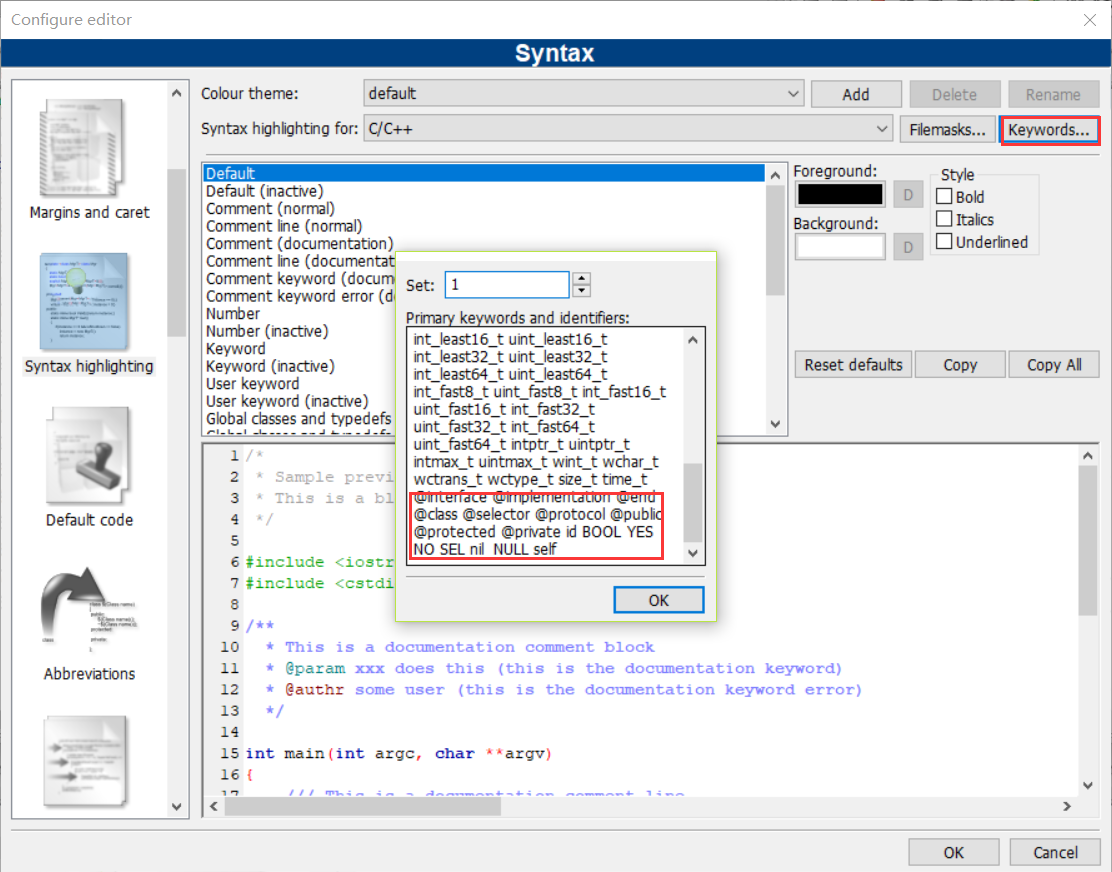 Configure editor
Syntax
Margins and caret
Syntax highlighting
Default code
Abbreviations
Colour theme:
default
Add
Delete
Rename
Syntax highlighting for:
C/C++
Filemasks...
Keywords...
Default
Default (inactive)
Comment (normal)
Comment line (normal)
Comment (documentation)
Comment line (documentat
Comment keyword (docum
Comment keyword error (d
Number
Number (inactive)
Keyword
Keyword (inactive)
User keyword
User keyword (inactive)
Global classes and typedefs
Foreground:
D
Background:
D
Style
Bold
Italics
Underlined
Reset defaults
Copy
Copy All
Set:
1
Primary keywords and identifiers:
int_least16_t uint_least16_t
int_least32_t uint_least32_t
int_least64_t uint_least64_t
int_fast8_t uint_fast8_t int_fast16_t
uint_fast16_t int_fast32_t
uint_fast32_t int_fast64_t
uint_fast64_t intptr_t uintptr_t
intmax_t uintmax_t wint_t wchar_t
wctrans_t wctype_t size_t time_t
@interface @implementation @end
@class @selector @protocol @public
@protected @private id BOOL YES
NO SEL nil  NULL self
OK
1 /*
2  * Sample previ
3  * This is a bl
4  */
5
6 #include <iostr
7 #include <cstdi
8
9 /**
10  * This is a documentation comment block
11  * @param xxx does this (this is the documentation keyword)
12  * @authr some user (this is the documentation keyword error)
13  */
14
15 int main(int argc, char **argv)
16 {
17    /// This is a documentation comment line
OK
Cancel